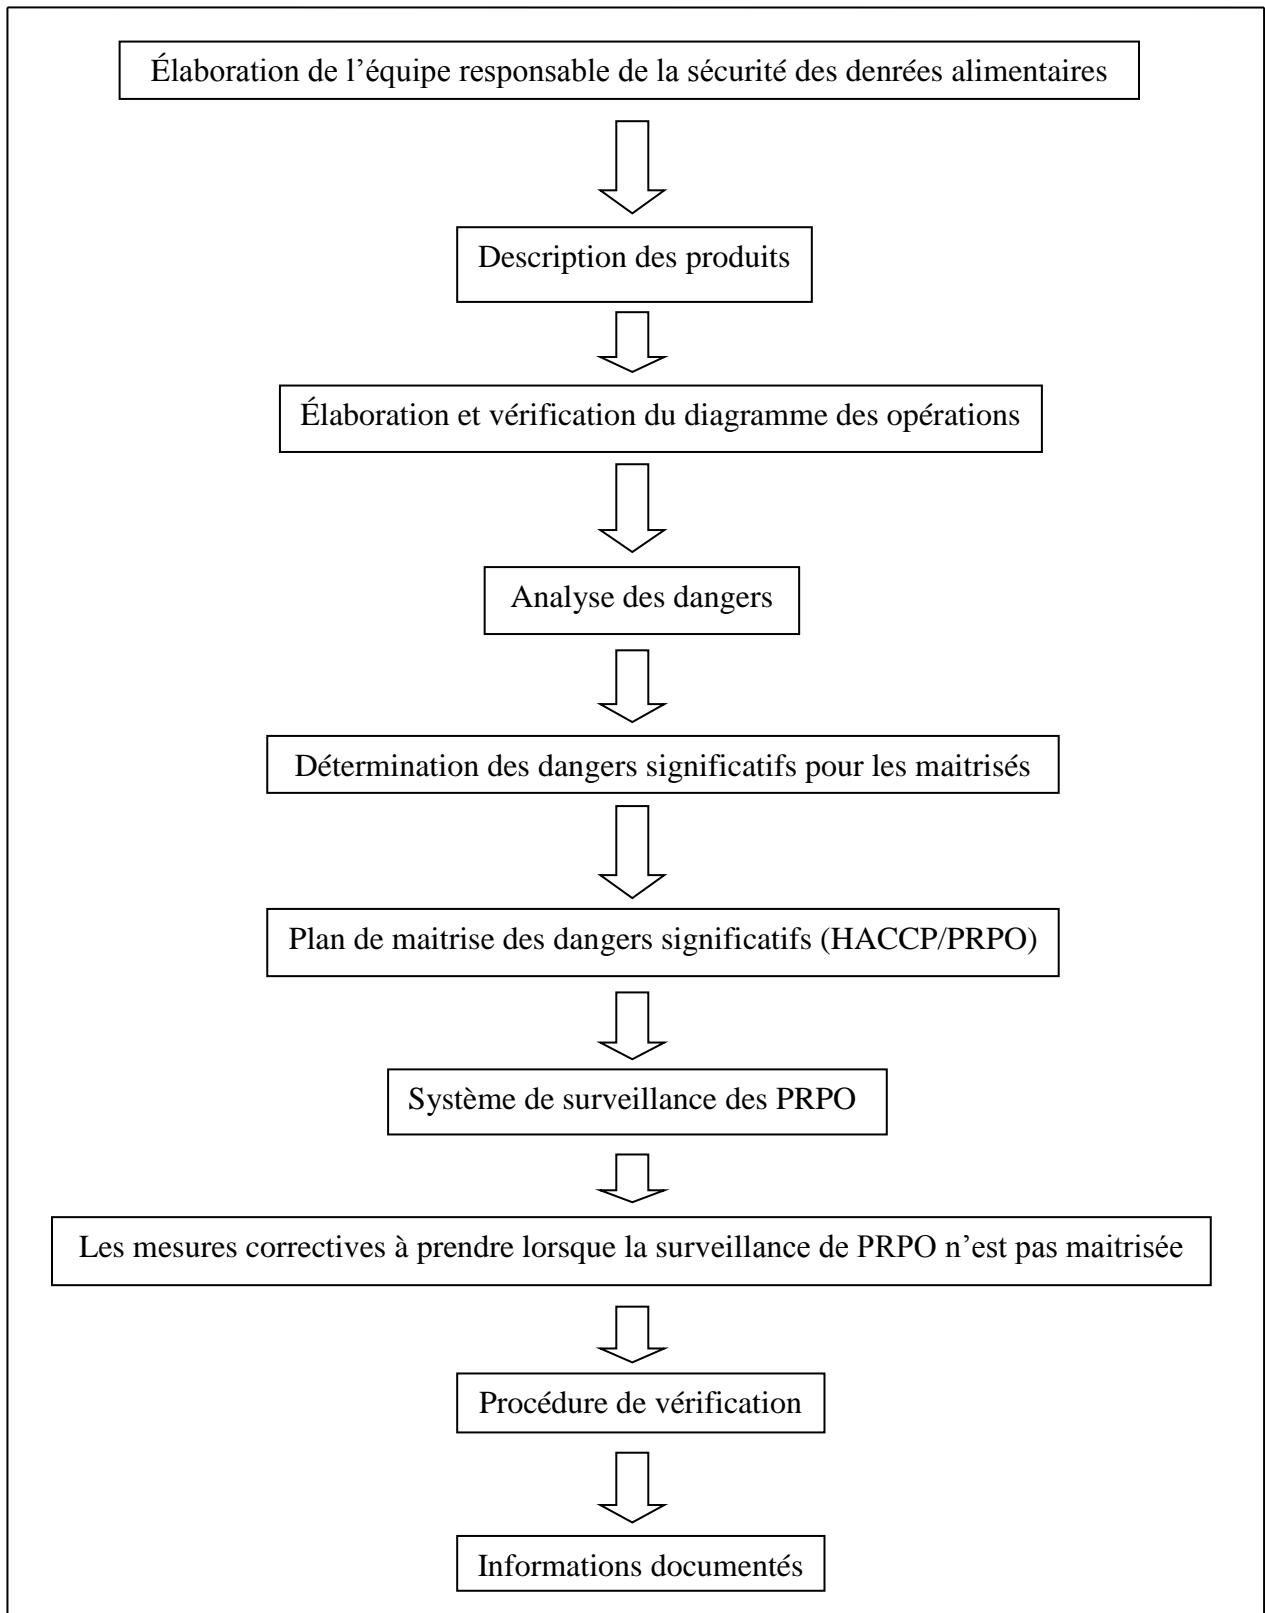 Élaboration de l’équipe responsable de la sécurité des denrées alimentaires
Description des produits
Élaboration et vérification du diagramme des opérations
Analyse des dangers
Détermination des dangers significatifs pour les maitrisés
Plan de maitrise des dangers significatifs (HACCP/PRPO)
Système de surveillance des PRPO
Les mesures correctives à prendre lorsque la surveillance de PRPO n’est pas maitrisée
Procédure de vérification
Informations documentés